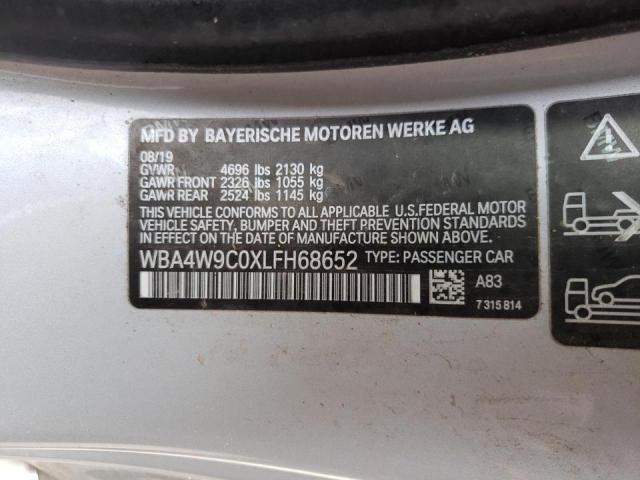 MFD BY BAYERISCHE MOTOREN WERKE AG
08/19
GVWR 4696 lbs 2130 kg
GAWR FRONT 2326 lbs 1055 kg
GAWR REAR 2524 lbs 1145 kg
THIS VEHICLE CONFORMS TO ALL APPLICABLE U.S.FEDERAL MOTOR
VEHICLE SAFETY, BUMPER AND THEFT PREVENTION STANDARDS
IN EFFECT ON THE DATE OF MANUFACTURE SHOWN ABOVE.
WBA4W9C0XLFH68652 TYPE: PASSENGER CAR
A83
7 315 814